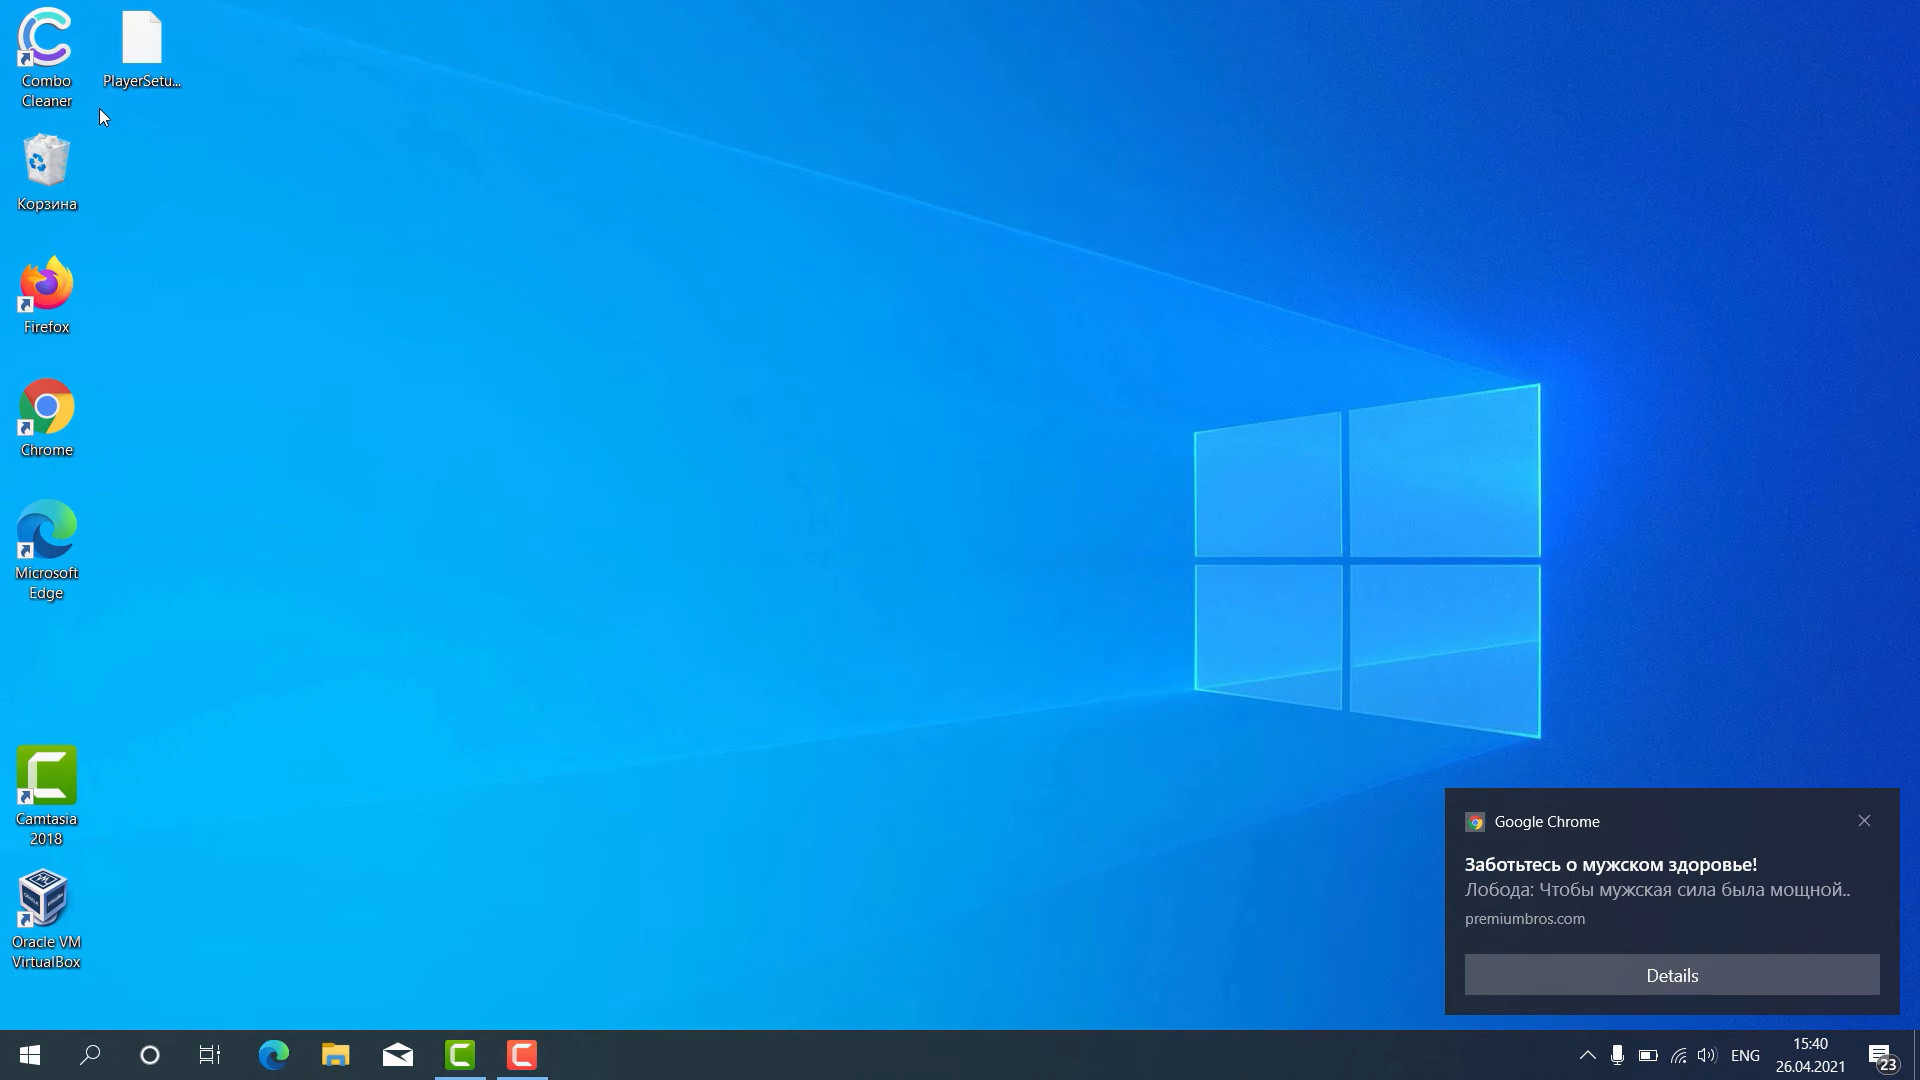 Combo
Cleaner
PlayerSetu...
Корзина
Firefox
Chrome
Microsoft
Edge
Camtasia
2018
Oracle VM
VirtualBox
Google Chrome
Заботьтесь о мужском здоровье!
Лобода: Чтобы мужская сила была мощной..
premiumbros.com
Details
ENG
15:40
26.04.2021
23